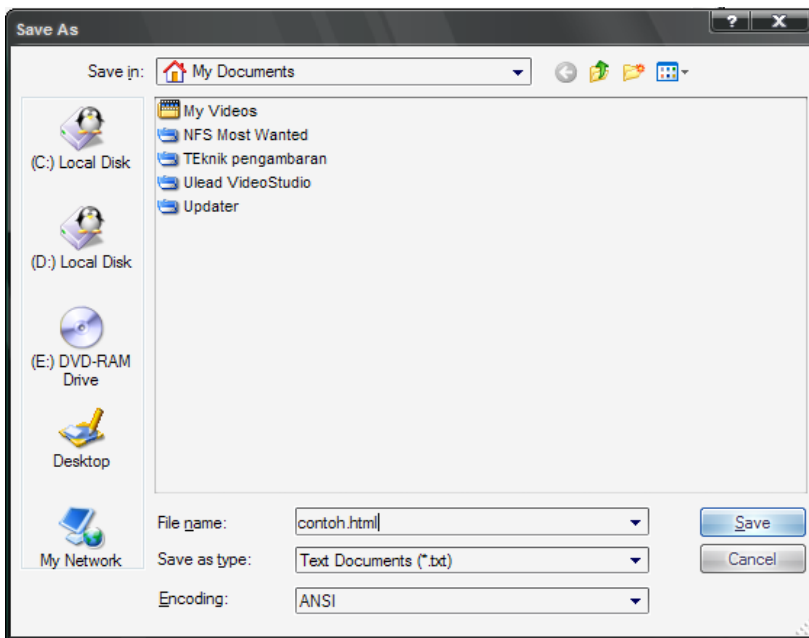 Save As
?
X
Save in:
My Documents
(C:) Local Disk
(D:) Local Disk
(E:) DVD-RAM
Drive
Desktop
My Network
My Videos
NFS Most Wanted
TEknik pengambaran
Ulead VideoStudio
Updater
File name:
contoh.html
Save
Save as type:
Text Documents (*.txt)
Cancel
Encoding:
ANSI